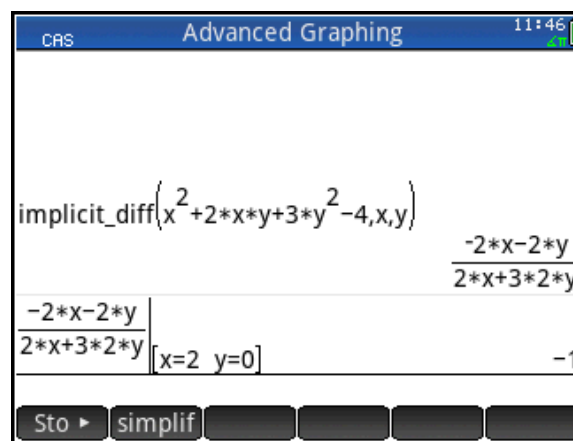 CAS Advanced Graphing 11:46
∡π
implicit_diff(x²+2*x*y+3*y²−4,x,y)
-2*x−2*y
2*x+3*2*y
−2*x−2*y
2*x+3*2*y |[x=2 y=0] −1
Sto ► simplif